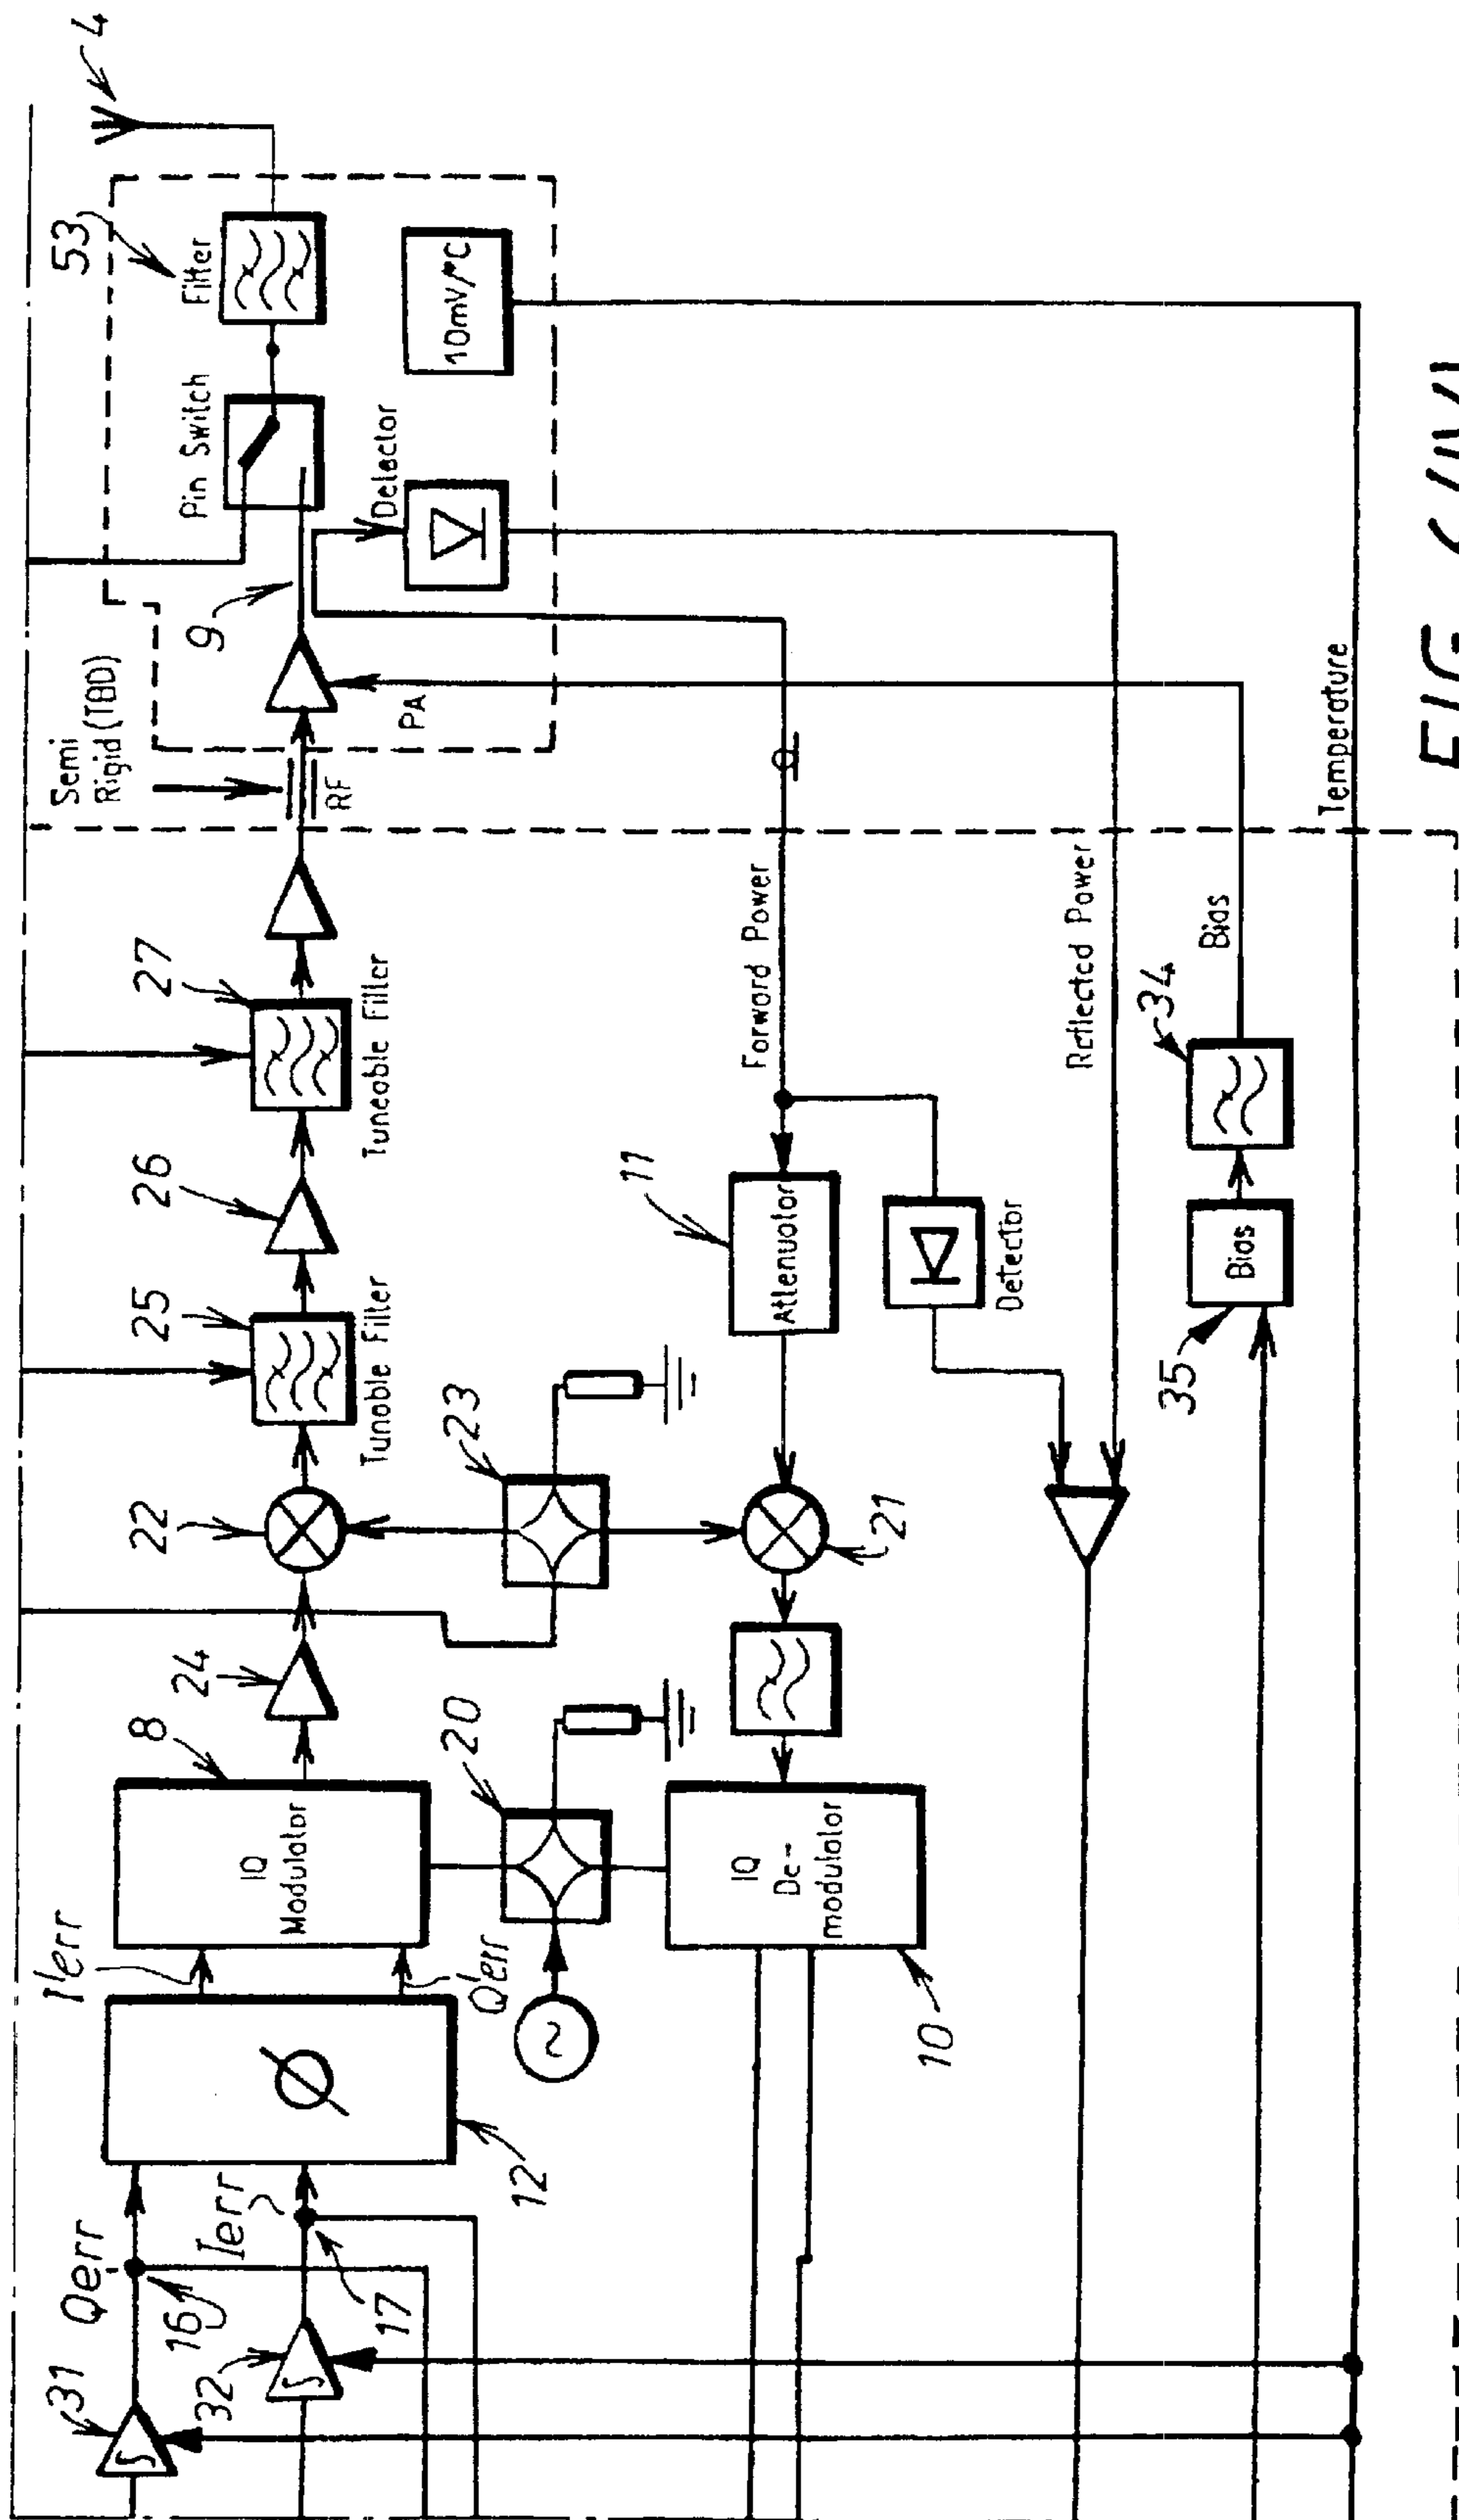 4
53
Filter
Pin Switch
10mV/°C
Detector
9
Semi
Rigid (TBD)
PA
RF
27
Tuneable Filter
26
25
Tunable Filter
22
23
24
8
IQ
Modulator
20
I'err
Q'err
12
Qerr
Ierr
16
17
31
32
Forward Power
11
Attenuator
Detector
21
IQ
De-
modulator
10
Reflected Power
Bias
34
Bias
35
Temperature
FIG.